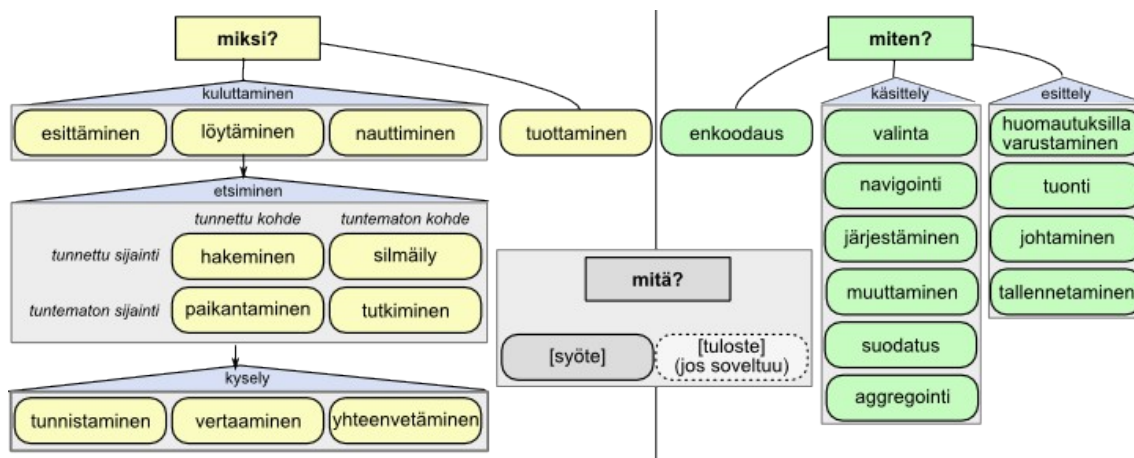 miksi?
kuluttaminen
esittäminen
löytäminen
nauttiminen
tuottaminen
etsiminen
tunnettu kohde
tuntematon kohde
tunnettu sijainti
hakeminen
silmäily
tuntematon sijainti
paikantaminen
tutkiminen
kysely
tunnistaminen
vertaaminen
yhteenvetäminen
mitä?
[syöte]
[tuloste]
(jos soveltuu)
miten?
enkoodaus
käsittely
valinta
navigointi
järjestäminen
muuttaminen
suodatus
aggregointi
esittely
huomautuksilla
varustaminen
tuonti
johtaminen
tallennetaminen